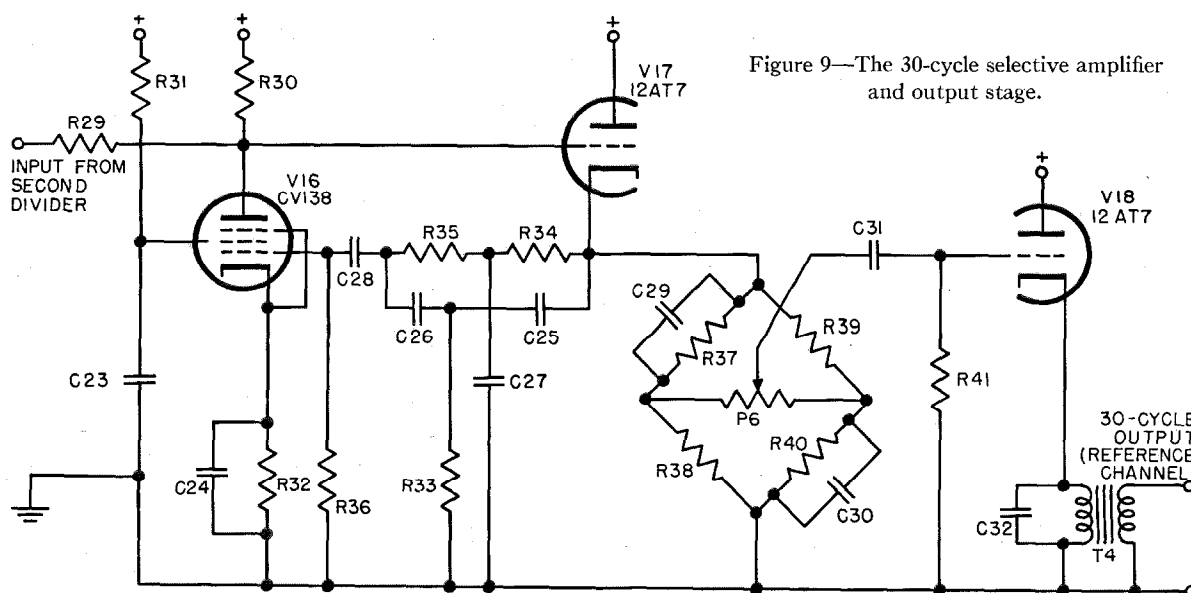 +
R31
+
R30
+
V17
12AT7
Figure 9—The 30-cycle selective amplifier
and output stage.
R29
INPUT FROM
SECOND
DIVIDER
V16
CV138
+
V18
12AT7
C28
R35
R34
C31
C26
C25
C29
R37
R39
C23
C27
P6
R41
C24
R32
R36
R33
R38
R40
C30
30-CYCLE
OUTPUT
(REFERENCE
CHANNEL
C32
T4